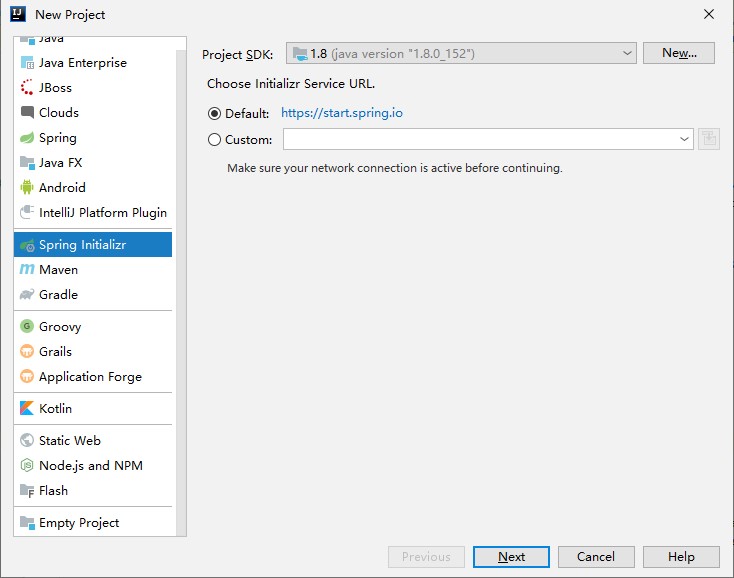 New Project
Java
Java Enterprise
JBoss
Clouds
Spring
Java FX
Android
IntelliJ Platform Plugin
Spring Initializr
Maven
Gradle
Groovy
Grails
Application Forge
Kotlin
Static Web
Node.js and NPM
Flash
Empty Project
Project SDK: 1.8 (java version "1.8.0_152") New...
Choose Initializr Service URL.
Default: https://start.spring.io
Custom:
Make sure your network connection is active before continuing.
Previous Next Cancel Help